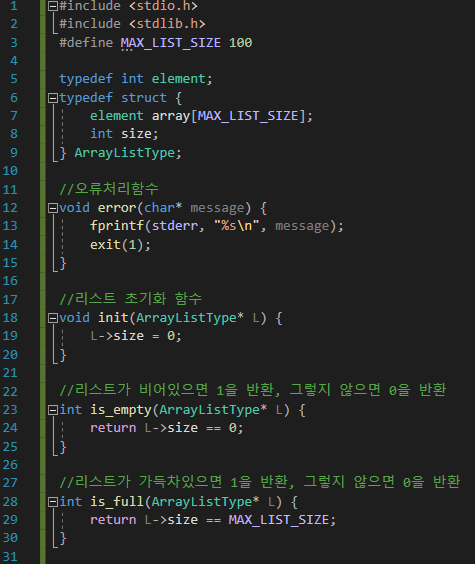 1 #include <stdio.h>
2 #include <stdlib.h>
3 #define MAX_LIST_SIZE 100
4
5 typedef int element;
6 typedef struct {
7     element array[MAX_LIST_SIZE];
8     int size;
9 } ArrayListType;
10
11 //오류처리함수
12 void error(char* message) {
13     fprintf(stderr, "%s\n", message);
14     exit(1);
15 }
16
17 //리스트 초기화 함수
18 void init(ArrayListType* L) {
19     L->size = 0;
20 }
21
22 //리스트가 비어있으면 1을 반환, 그렇지 않으면 0을 반환
23 int is_empty(ArrayListType* L) {
24     return L->size == 0;
25 }
26
27 //리스트가 가득차있으면 1을 반환, 그렇지 않으면 0을 반환
28 int is_full(ArrayListType* L) {
29     return L->size == MAX_LIST_SIZE;
30 }
31